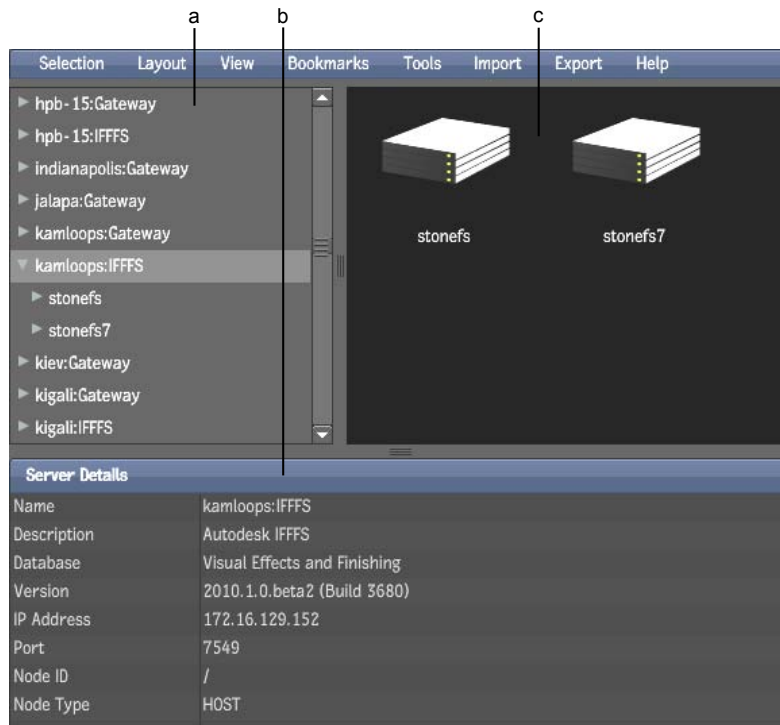 a b c
Selection Layout View Bookmarks Tools Import Export Help
hpb-15:Gateway
hpb-15:IFFFS
indianapolis:Gateway
jalapa:Gateway
kamloops:Gateway
kamloops:IFFFS
stonefs
stonefs7
kiev:Gateway
kigali:Gateway
kigali:IFFFS
stonefs stonefs7
Server Details
Name kamloops:IFFFS
Description Autodesk IFFFS
Database Visual Effects and Finishing
Version 2010.1.0.beta2 (Build 3680)
IP Address 172.16.129.152
Port 7549
Node ID /
Node Type HOST